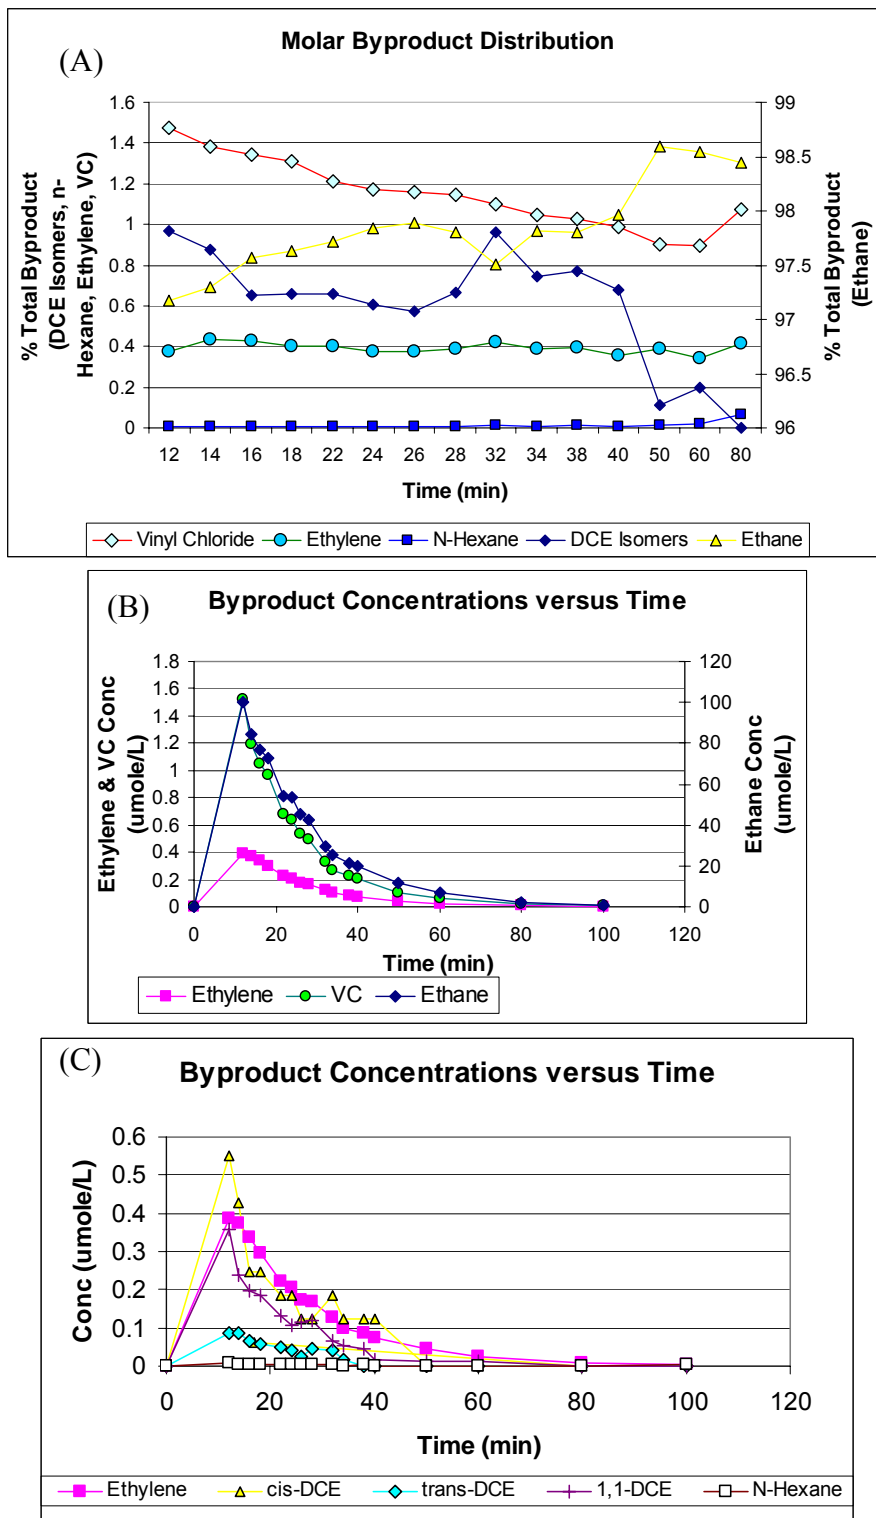 (A)
Molar Byproduct Distribution
% Total Byproduct
(DCE Isomers, n-
Hexane, Ethylene, VC)
1.6
1.4
1.2
1
0.8
0.6
0.4
0.2
0
99
98.5
98
97.5
97
96.5
96
% Total Byproduct
(Ethane)
12 14 16 18 22 24 26 28 32 34 38 40 50 60 80
Time (min)
Vinyl Chloride Ethylene N-Hexane DCE Isomers Ethane
(B)
Byproduct Concentrations versus Time
Ethylene & VC Conc
(umole/L)
1.8
1.6
1.4
1.2
1
0.8
0.6
0.4
0.2
0
120
100
80
60
40
20
0
Ethane Conc
(umole/L)
0 20 40 60 80 100 120
Time (min)
Ethylene VC Ethane
(C)
Byproduct Concentrations versus Time
Conc (umole/L)
0.6
0.5
0.4
0.3
0.2
0.1
0
0 20 40 60 80 100 120
Time (min)
Ethylene cis-DCE trans-DCE 1,1-DCE N-Hexane